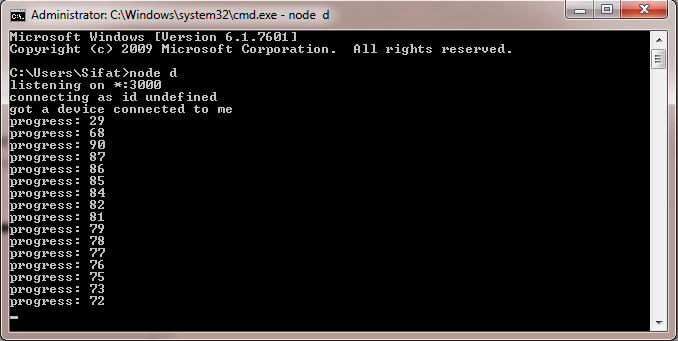 Administrator: C:\Windows\system32\cmd.exe - node d
Microsoft Windows [Version 6.1.7601]
Copyright (c) 2009 Microsoft Corporation.  All rights reserved.
C:\Users\Sifat>node d
listening on *:3000
connecting as id undefined
got a device connected to me
progress: 29
progress: 68
progress: 90
progress: 87
progress: 86
progress: 85
progress: 84
progress: 82
progress: 81
progress: 79
progress: 78
progress: 77
progress: 76
progress: 75
progress: 73
progress: 72